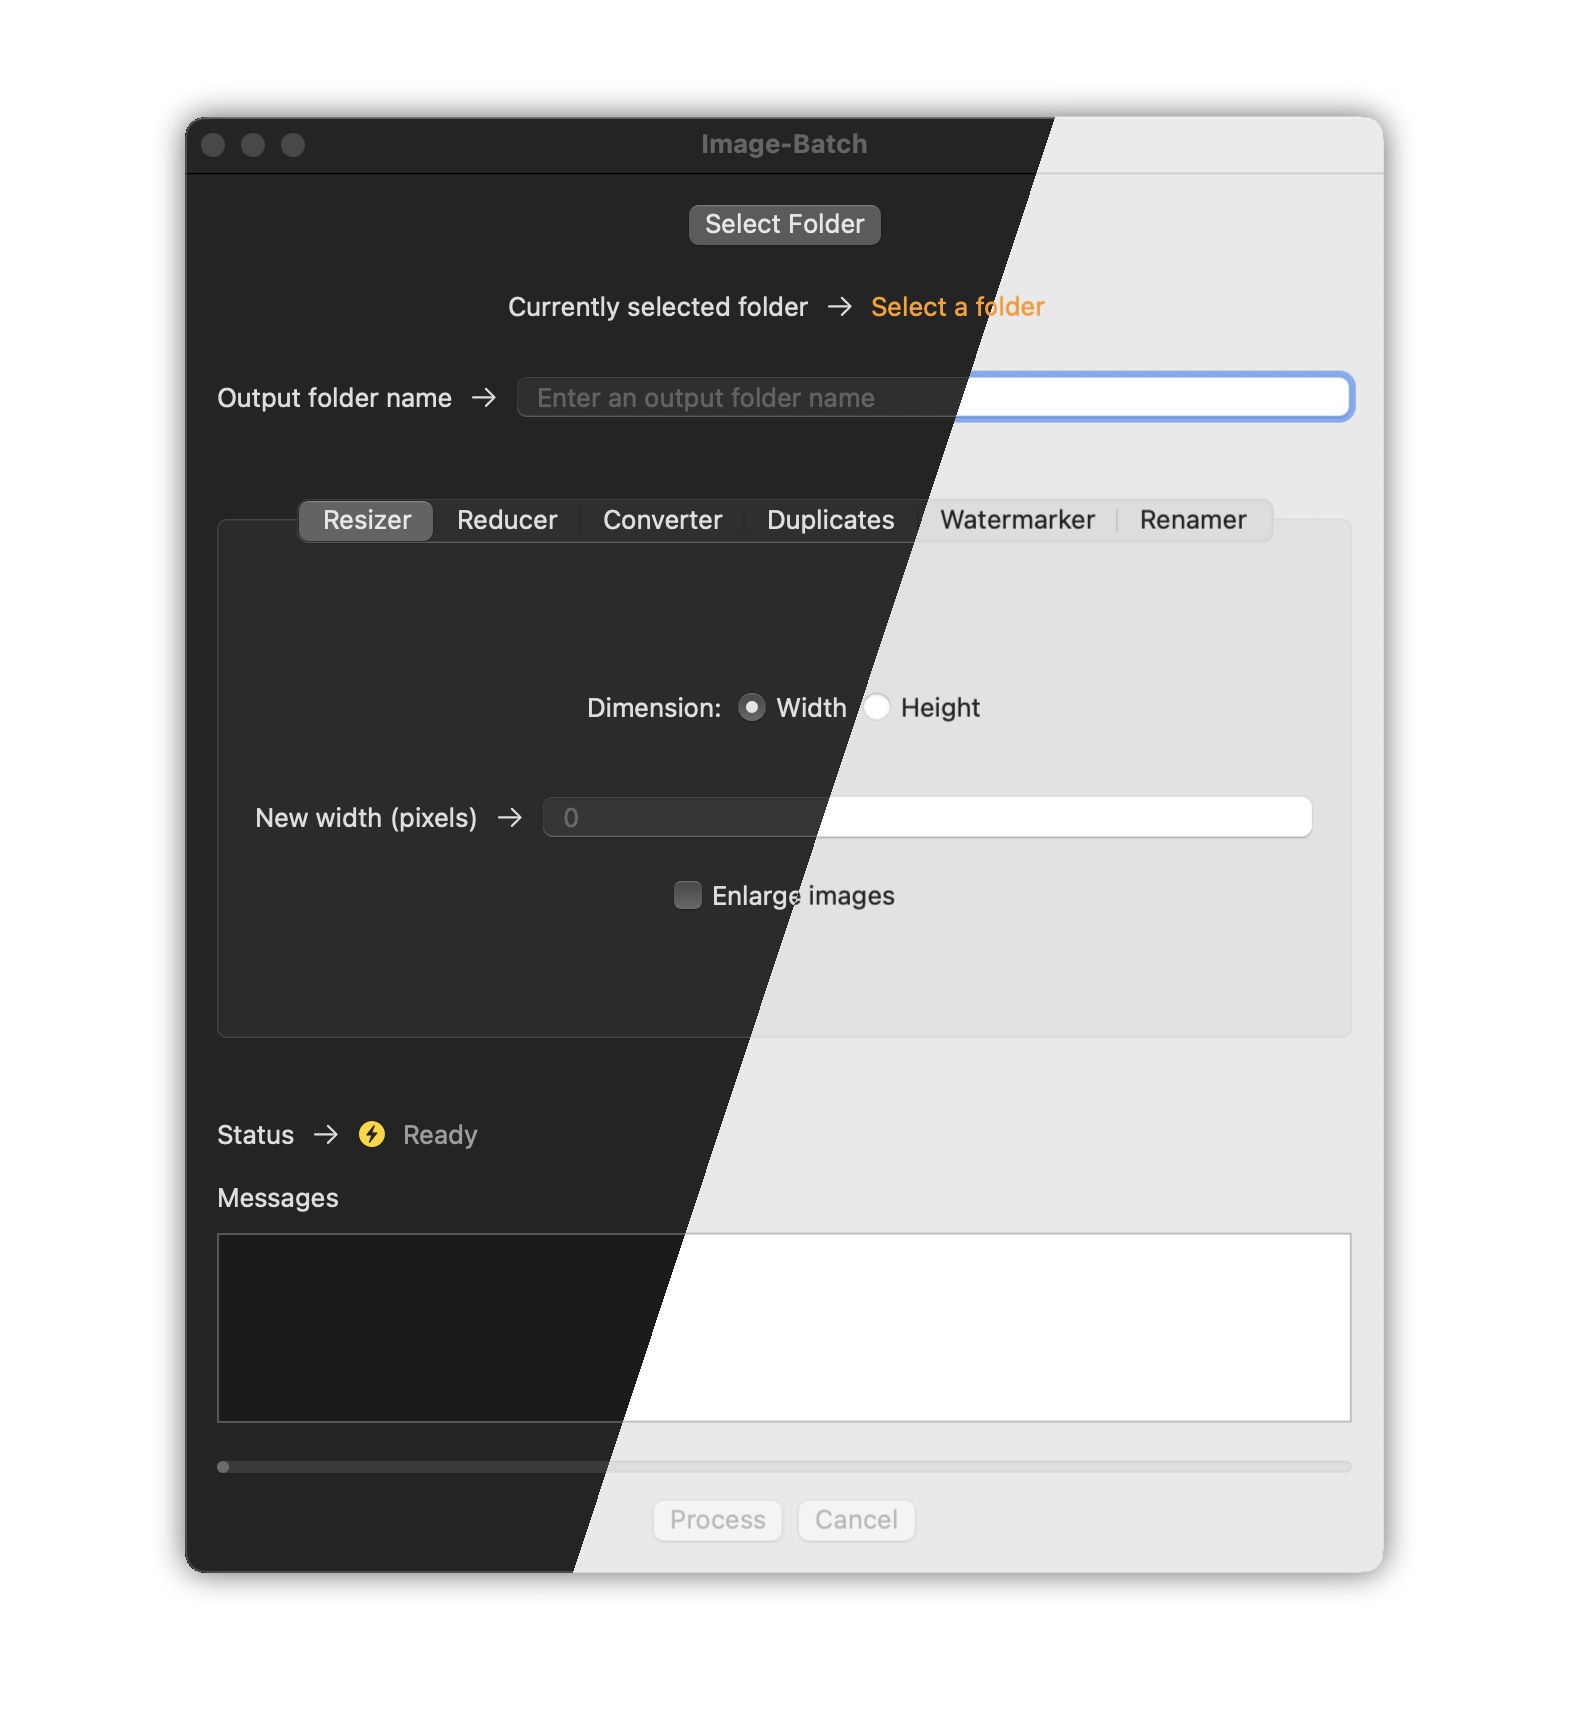 Image-Batch
Select Folder
Currently selected folder → Select a folder
Output folder name → Enter an output folder name
Resizer Reducer Converter Duplicates Watermarker Renamer
Dimension: Width Height
New width (pixels) → 0
Enlarge images
Status → Ready
Messages
Process Cancel